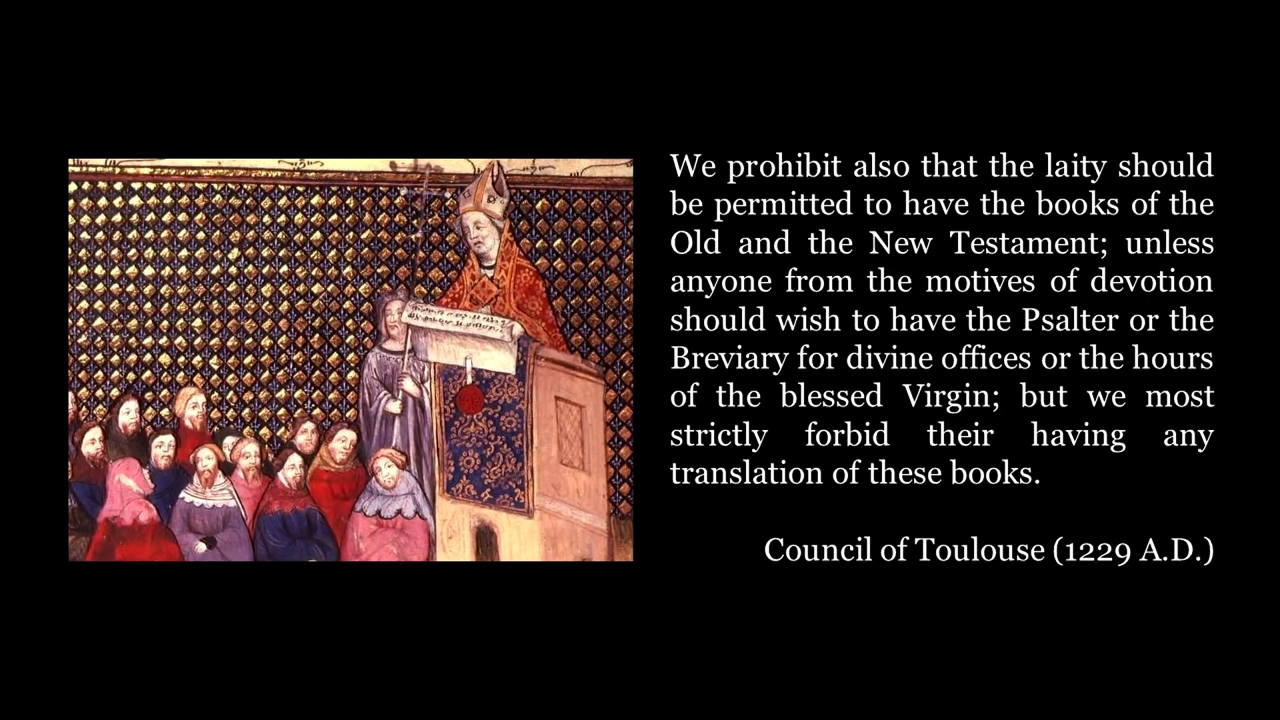 We prohibit also that the laity should
be permitted to have the books of the
Old and the New Testament; unless
anyone from the motives of devotion
should wish to have the Psalter or the
Breviary for divine offices or the hours
of the blessed Virgin; but we most
strictly forbid their having any
translation of these books.
Council of Toulouse (1229 A.D.)